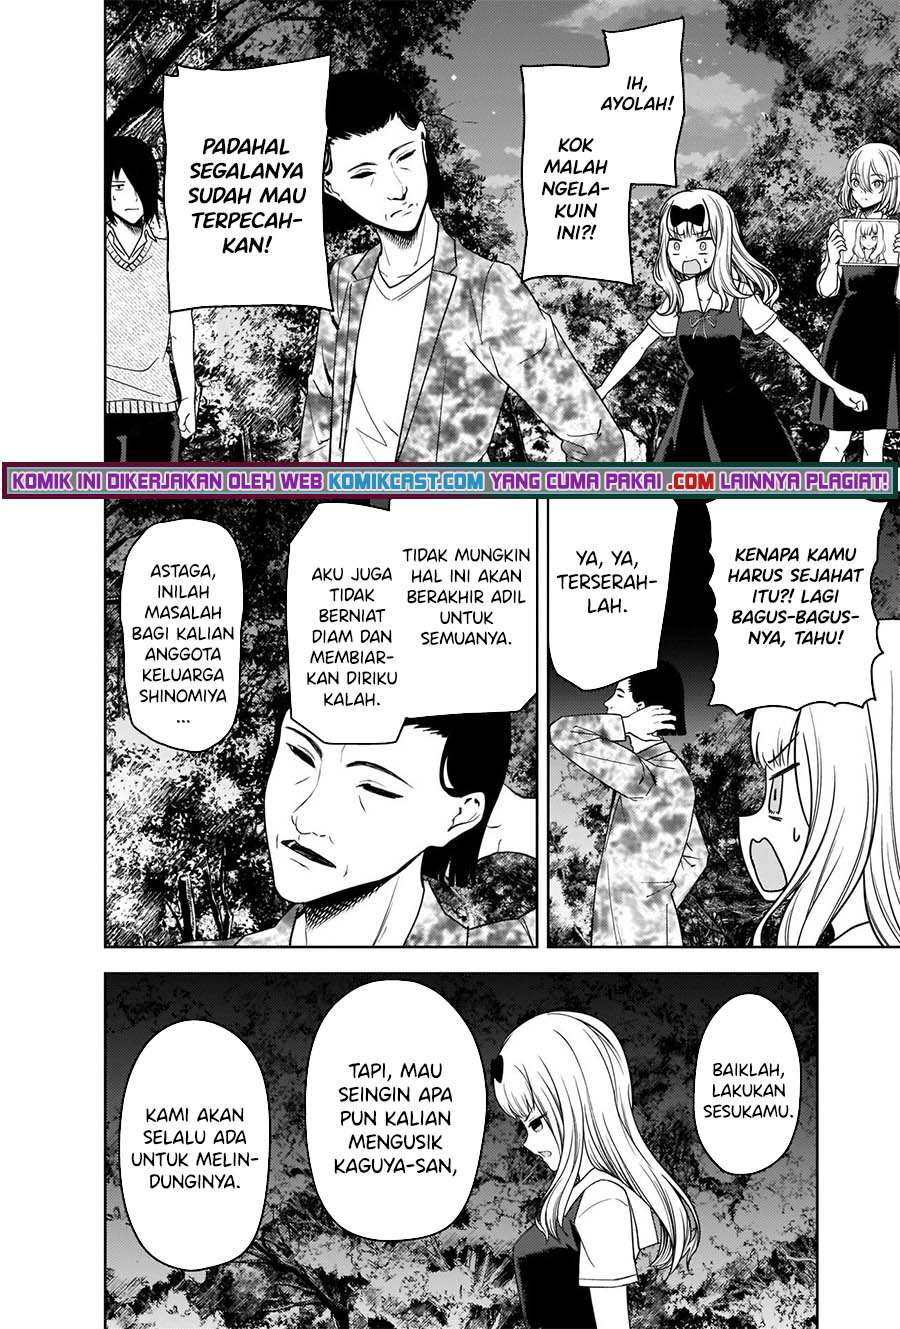 IH,
AYOLAH!
KOK
MALAH
NGELA-
KUIN
INI?!
PADAHAL
SEGALANYA
SUDAH MAU
TERPECAH-
KAN!
KOMIK INI DIKERJAKAN OLEH WEB KOMIKCAST.COM YANG CUMA PAKAI .COM LAINNYA PLAGIAT!
KENAPA KAMU
HARUS SEJAHAT
ITU?! LAGI
BAGUS-BAGUS-
NYA, TAHU!
YA, YA,
TERSERAH-
LAH.
TIDAK MUNGKIN
HAL INI AKAN
BERAKHIR ADIL
UNTUK
SEMUANYA.
AKU JUGA
TIDAK
BERNIAT
DIAM DAN
MEMBIAR-
KAN DIRIKU
KALAH.
ASTAGA,
INILAH
MASALAH
BAGI KALIAN
ANGGOTA
KELUARGA
SHINOMIYA
...
BAIKLAH,
LAKUKAN
SESUKAMU.
TAPI, MAU
SEINGIN APA
PUN KALIAN
MENGUSIK
KAGUYA-SAN,
KAMI AKAN
SELALU ADA
UNTUK MELIN-
DUNGINYA.